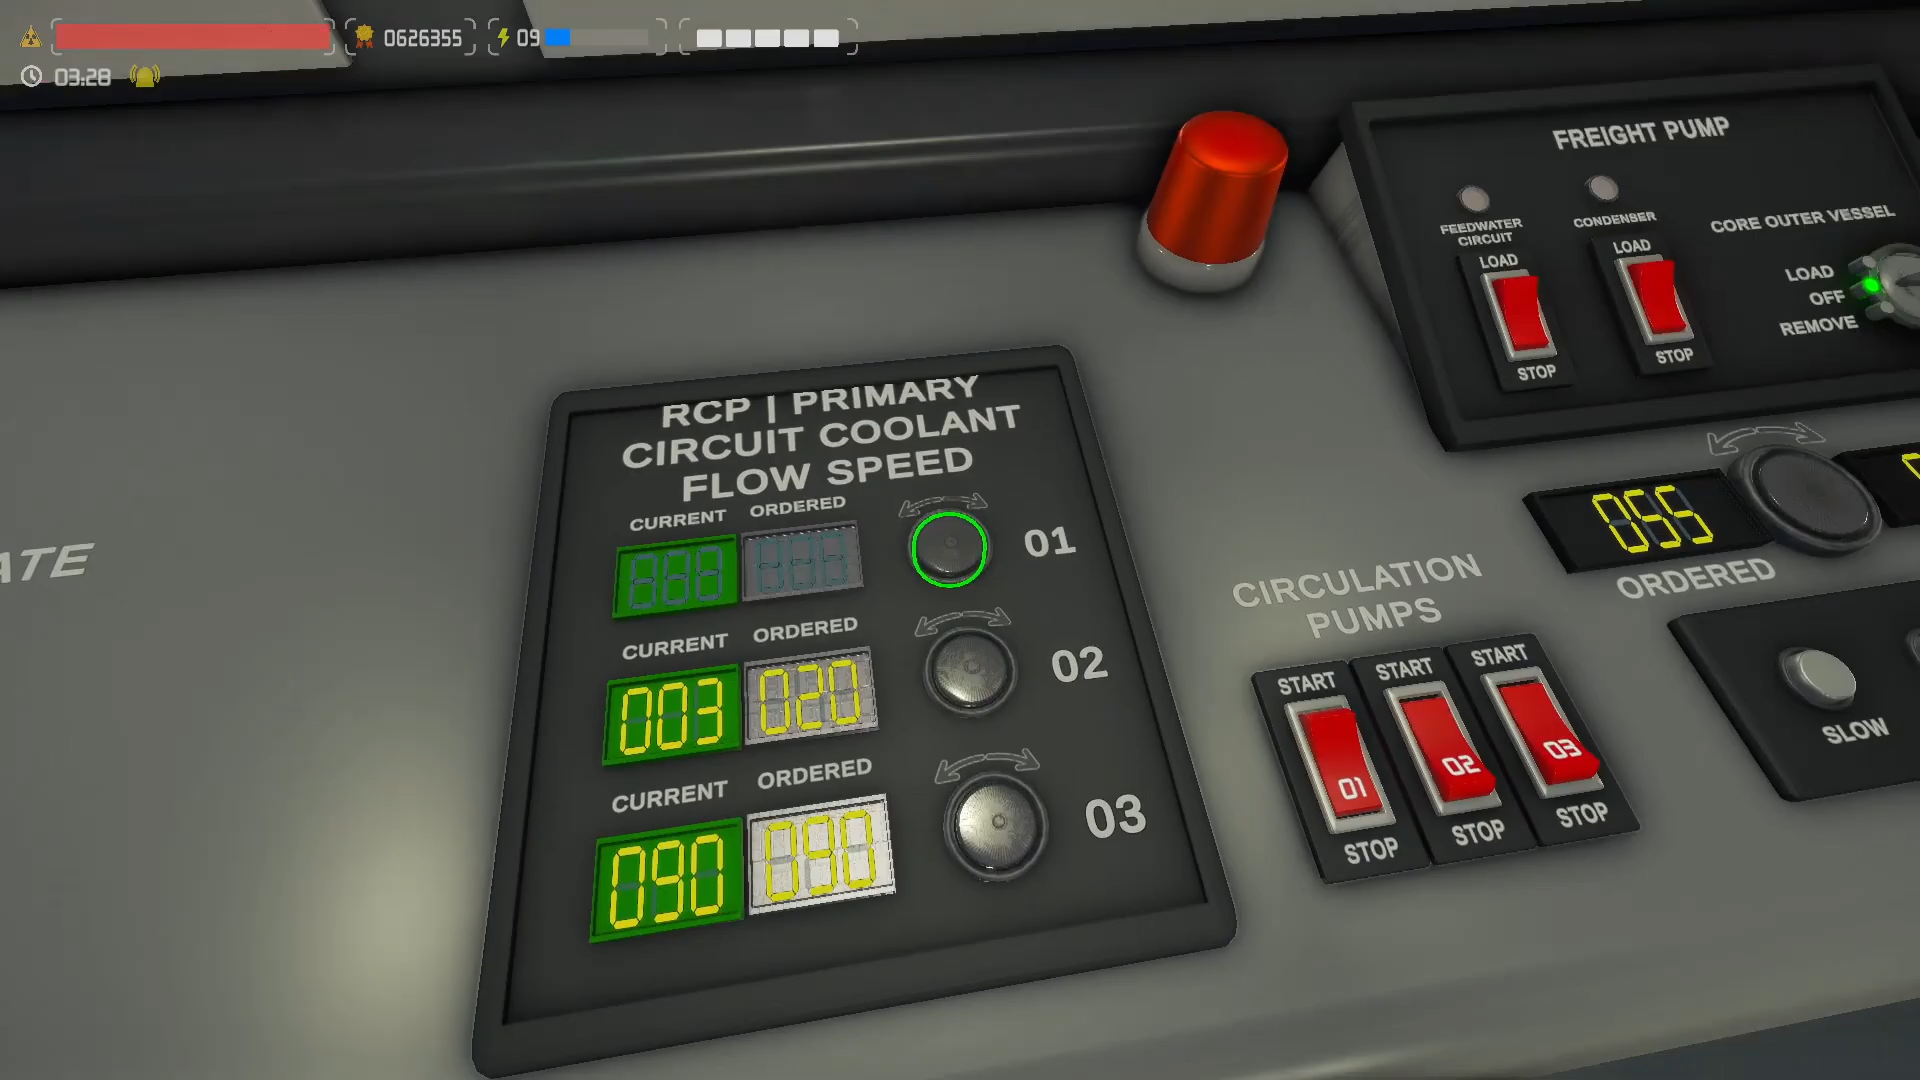 0626355
09
03:28
FREIGHT PUMP
FEEDWATER
CIRCUIT
CONDENSER
CORE OUTER VESSEL
LOAD
LOAD
LOAD
OFF
REMOVE
STOP
STOP
RCP | PRIMARY
CIRCUIT COOLANT
FLOW SPEED
CURRENT
ORDERED
01
CURRENT
ORDERED
003
020
02
CURRENT
ORDERED
090
090
03
055
ORDERED
CIRCULATION
PUMPS
START
START
START
01
02
03
STOP
STOP
STOP
SLOW